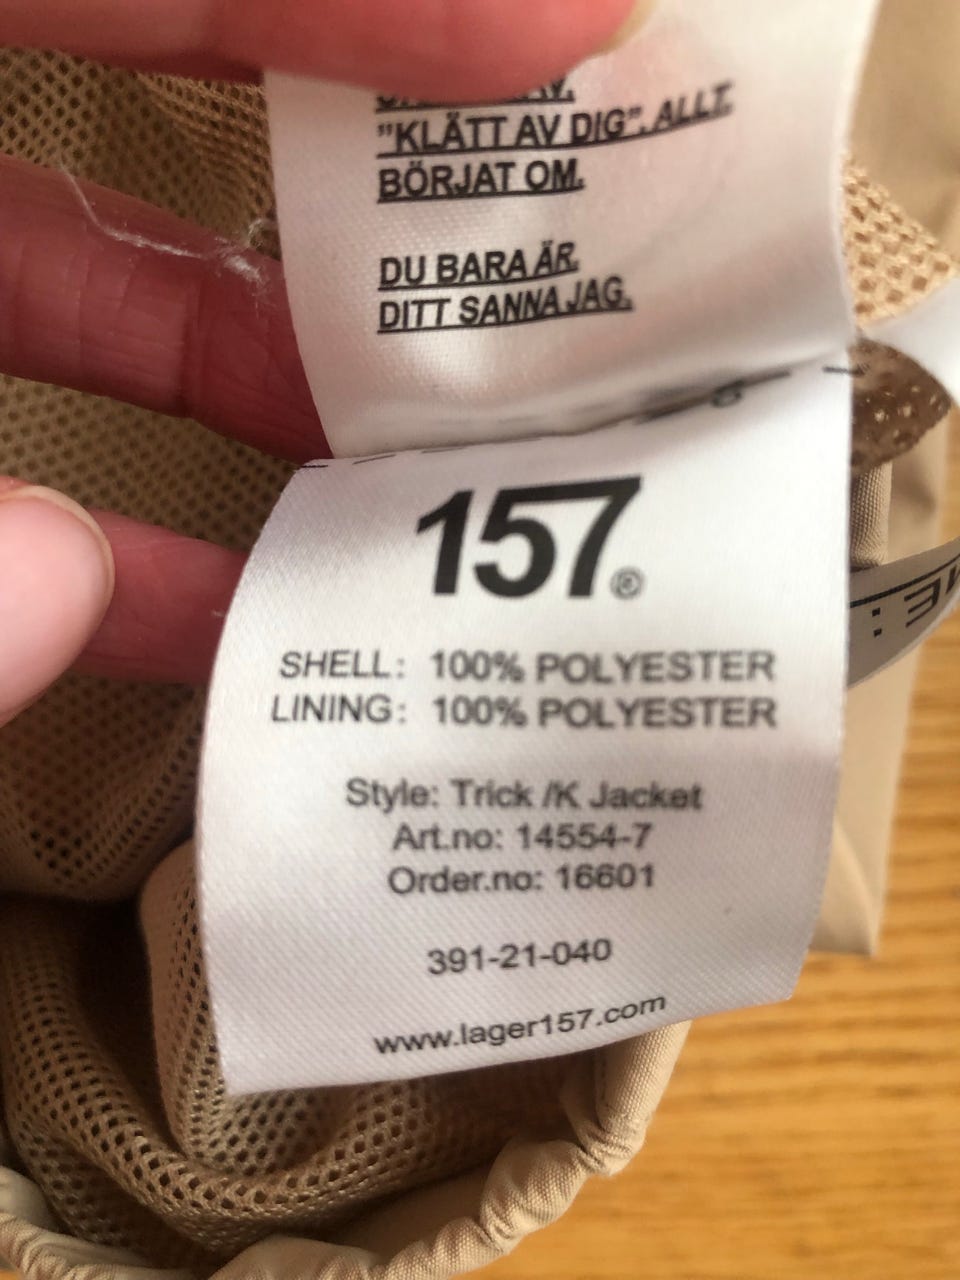 "KLÄTT AV DIG". ALLT.
BÖRJAT OM.
DU BARA ÄR.
DITT SANNA JAG.
157®
SHELL: 100% POLYESTER
LINING: 100% POLYESTER
Style: Trick /K Jacket
Art.no: 14554-7
Order.no: 16601
391-21-040
www.lager157.com